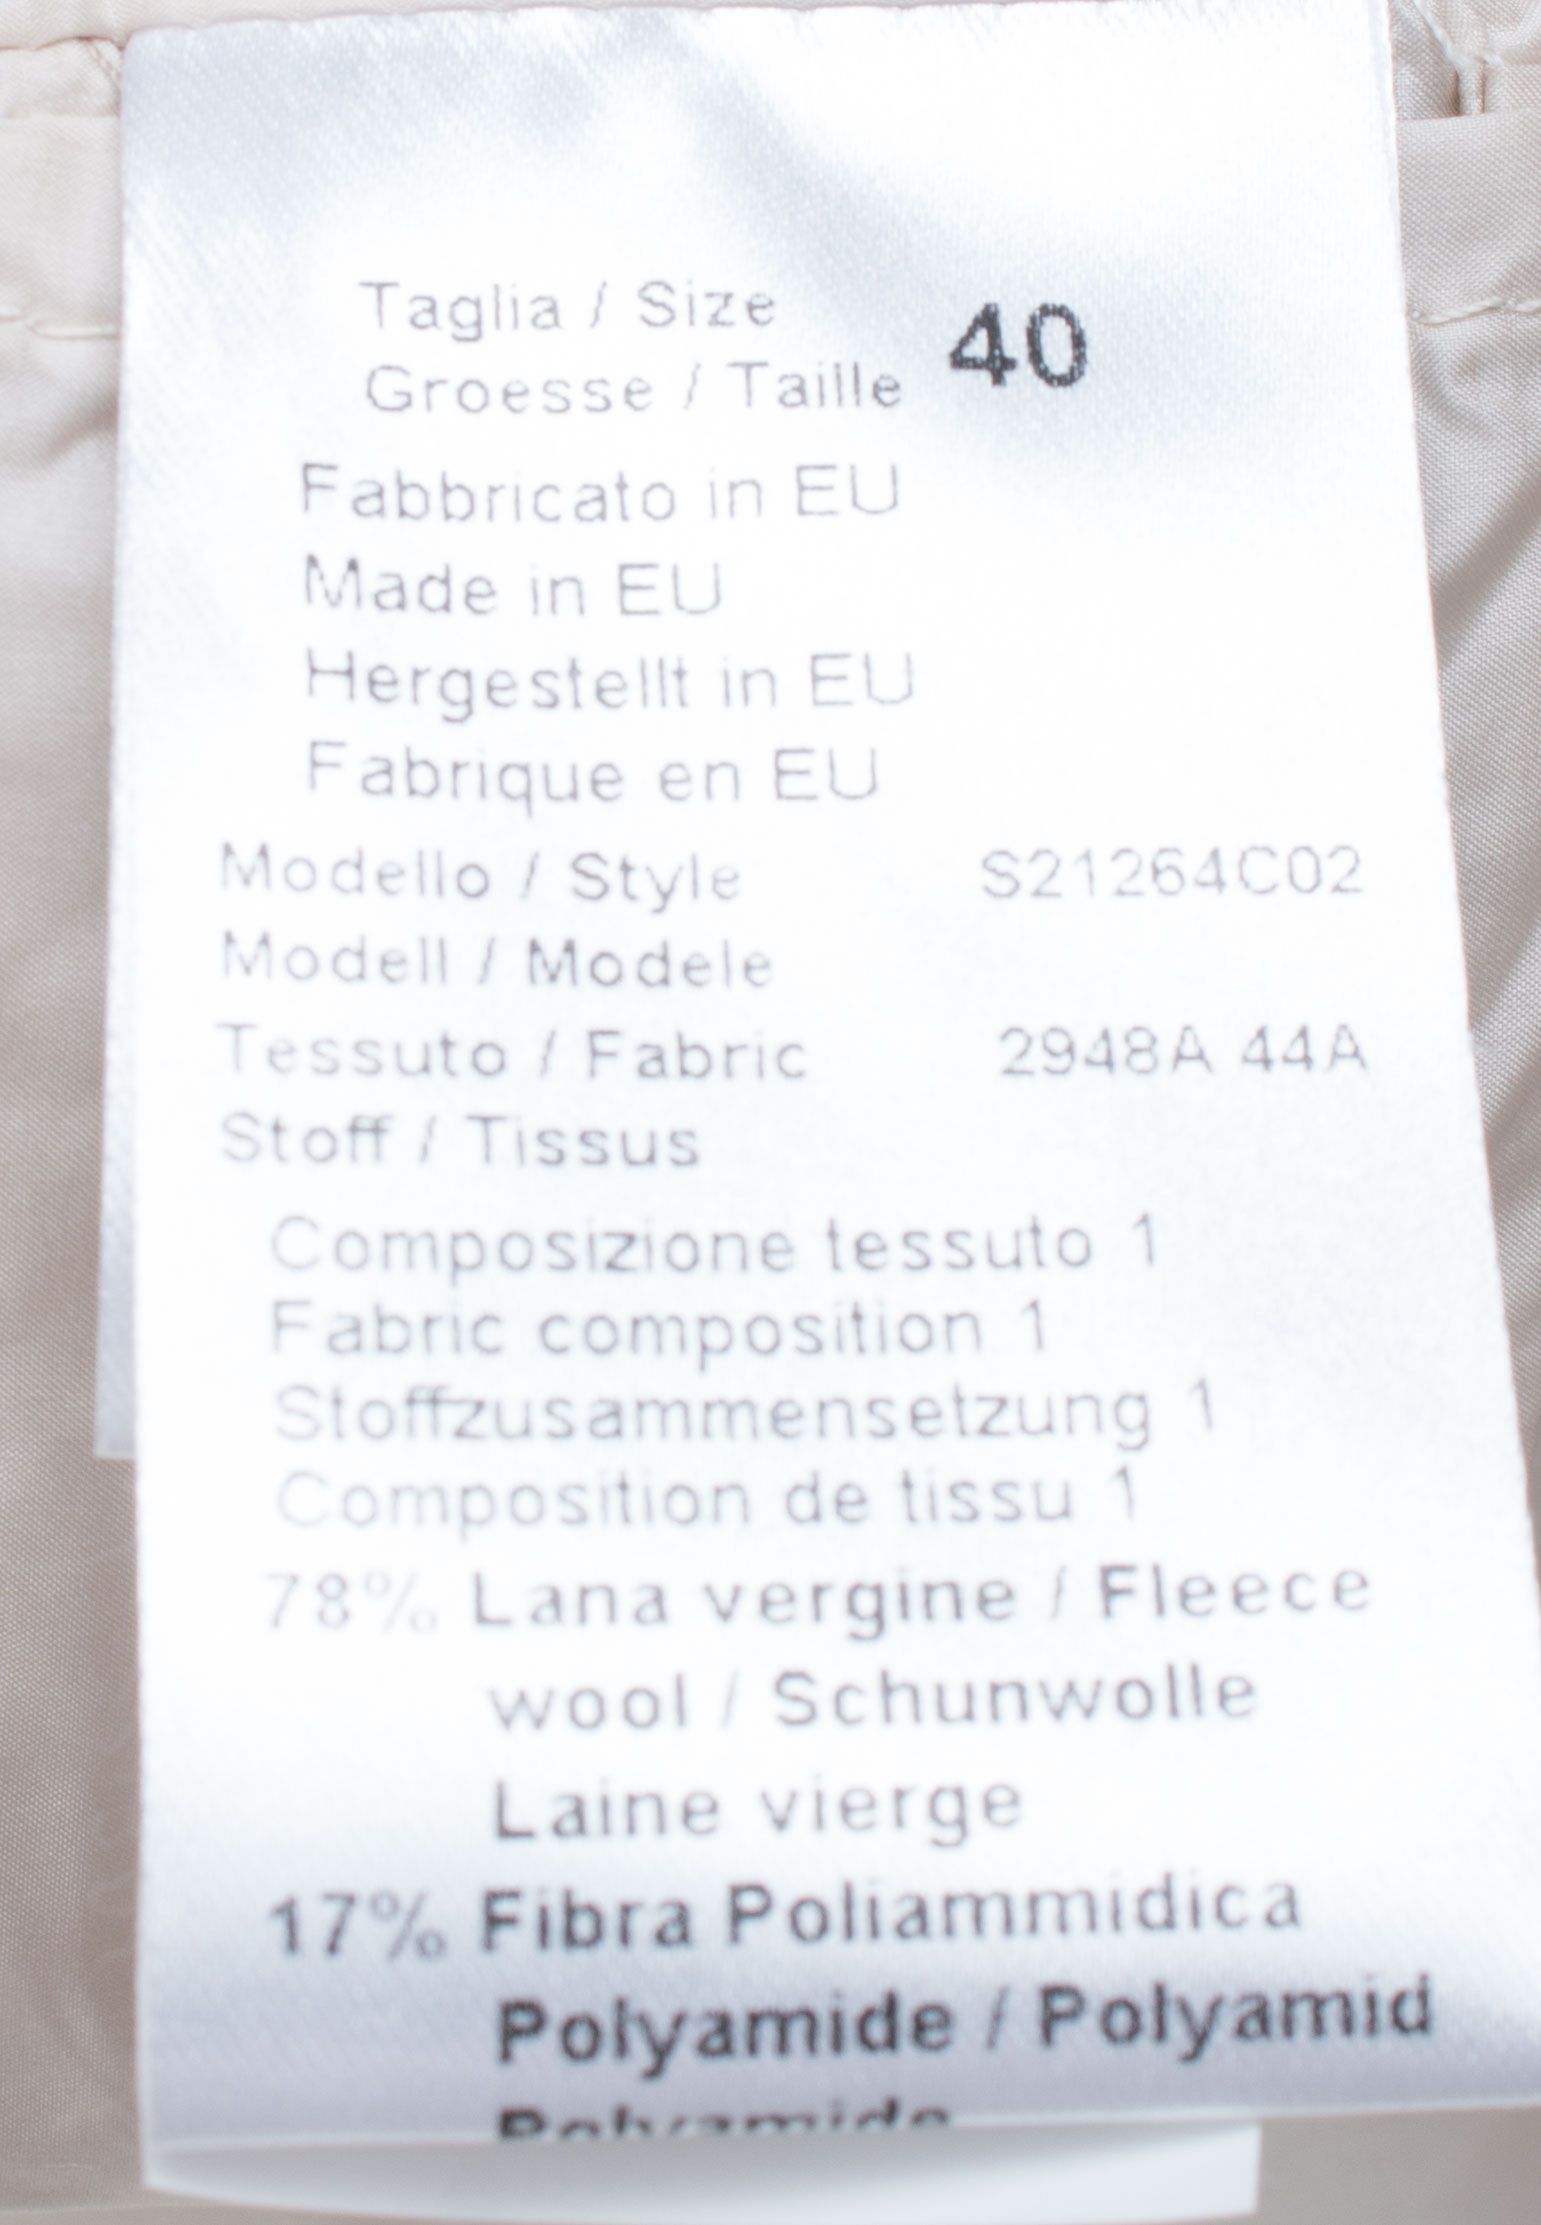 Taglia / Size
Groesse / Taille 40
Fabbricato in EU
Made in EU
Hergestellt in EU
Fabrique en EU
Modello / Style S21264C02
Modell / Modele
Tessuto / Fabric 2948A 44A
Stoff / Tissus
Composizione tessuto 1
Fabric composition 1
Stoffzusammensetzung 1
Composition de tissu 1
78% Lana vergine / Fleece
wool / Schunwolle
Laine vierge
17% Fibra Poliammidica
Polyamide / Polyamid
Polyamide